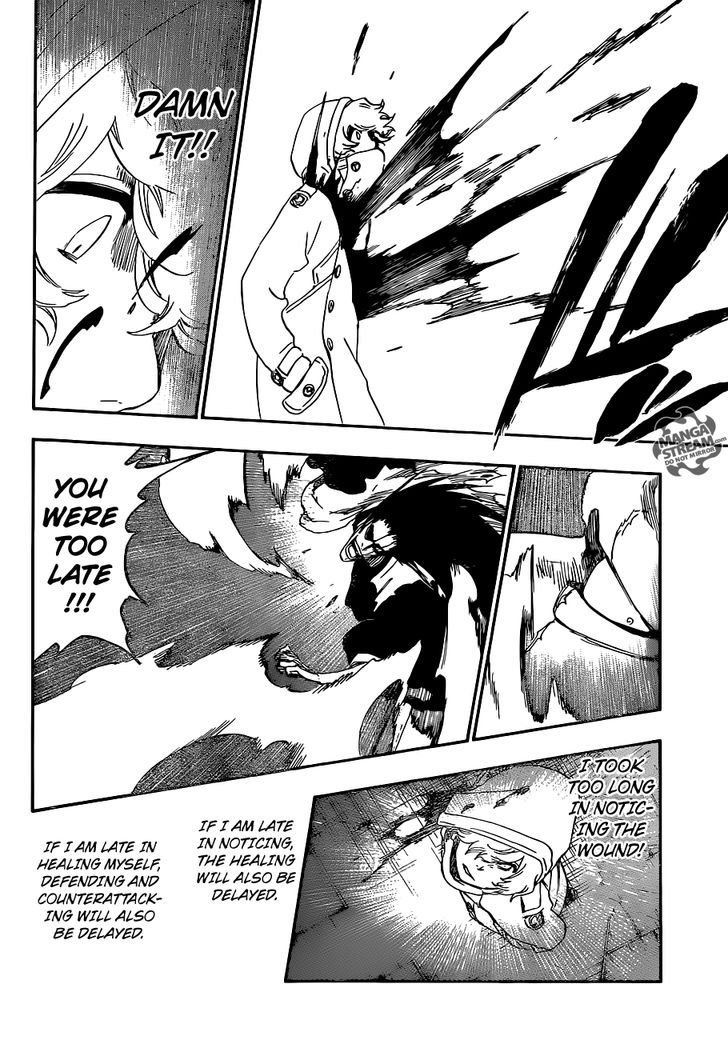 DAMN
IT!!
MANGA
STREAM.com
DO NOT MIRROR
YOU
WERE
TOO
LATE
!!!
I TOOK
TOO LONG
IN NOTIC-
ING THE
WOUND!
IF I AM LATE
IN NOTICING,
THE HEALING
WILL ALSO BE
DELAYED.
IF I AM LATE IN
HEALING MYSELF,
DEFENDING AND
COUNTERATTACK-
ING WILL ALSO
BE DELAYED.